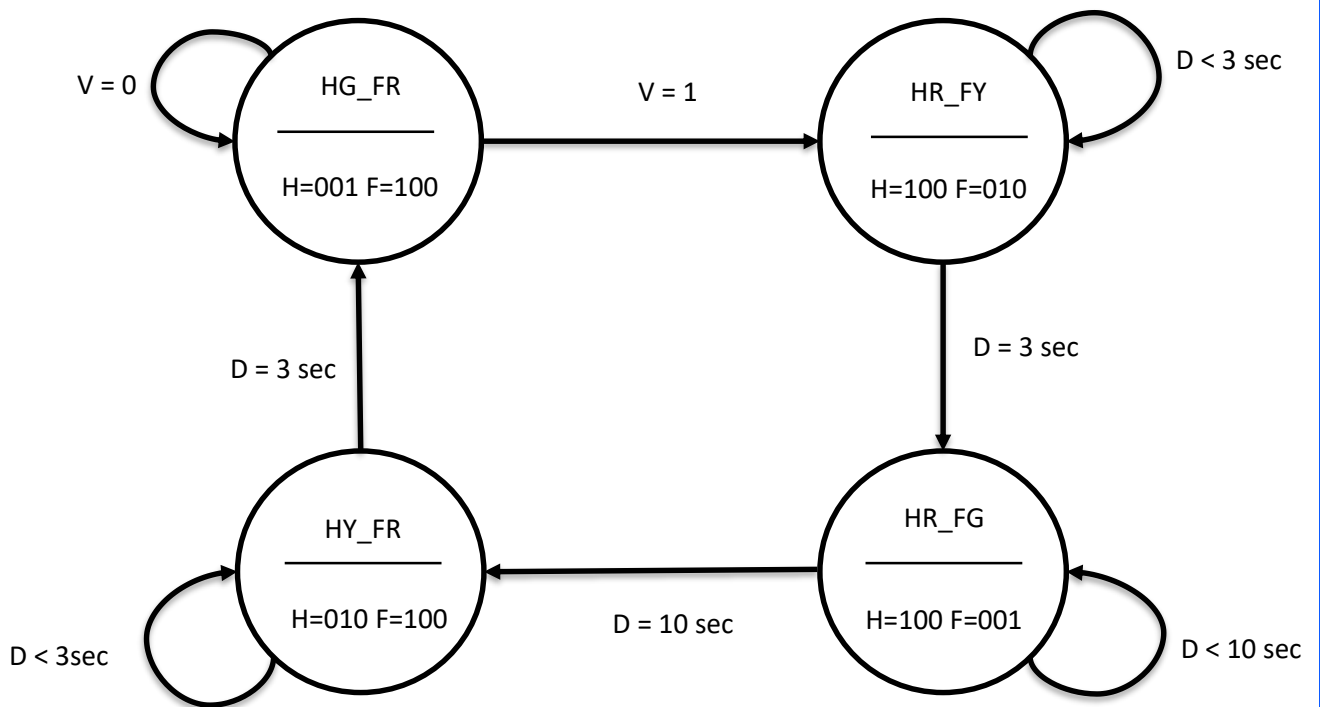 V = 0
HG_FR
H=001 F=100
V = 1
HR_FY
H=100 F=010
D < 3 sec
D = 3 sec
D = 3 sec
HY_FR
H=010 F=100
D < 3sec
D = 10 sec
HR_FG
H=100 F=001
D < 10 sec